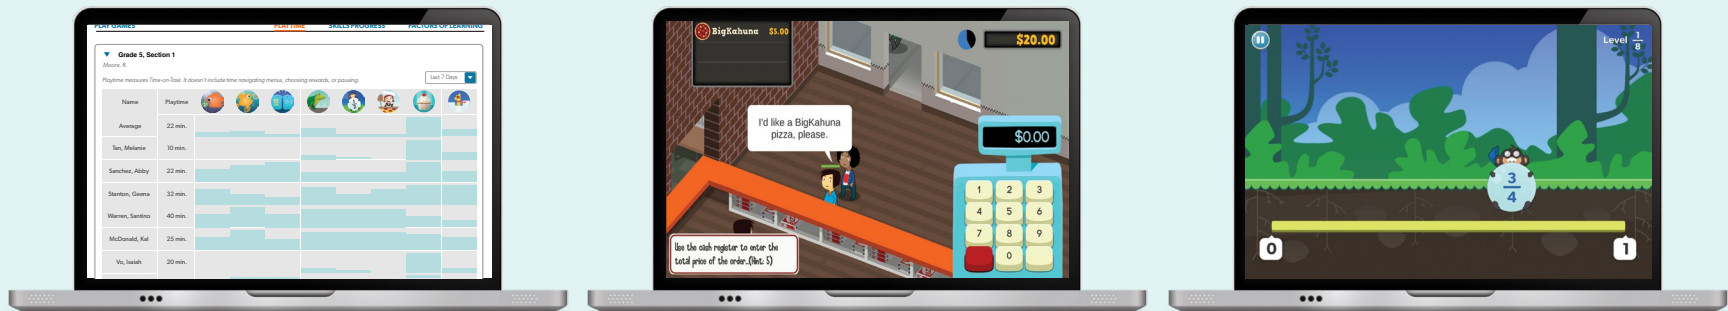 PLAY GAMES PLAYTIME SKILLS PROGRESS FACTORS OF LEARNING
Grade 5, Section 1
Moore, R.
Playtime measures Time-on-Task. It doesn't include time navigating menus, choosing rewards, or pausing.
Last 7 Days
Name Playtime
Average 22 min.
Tan, Melanie 10 min.
Sanchez, Abby 22 min.
Stanton, Geena 32 min.
Warren, Santino 40 min.
McDonald, Kal 25 min.
Vo, Isaiah 20 min.
BigKahuna $5.00
$20.00
I'd like a BigKahuna
pizza, please.
$0.00
1 2 3
4 5 6
7 8 9
0
Use the cash register to enter the
total price of the order...(Hint: 5)
Level 1/8
3/4
0 1